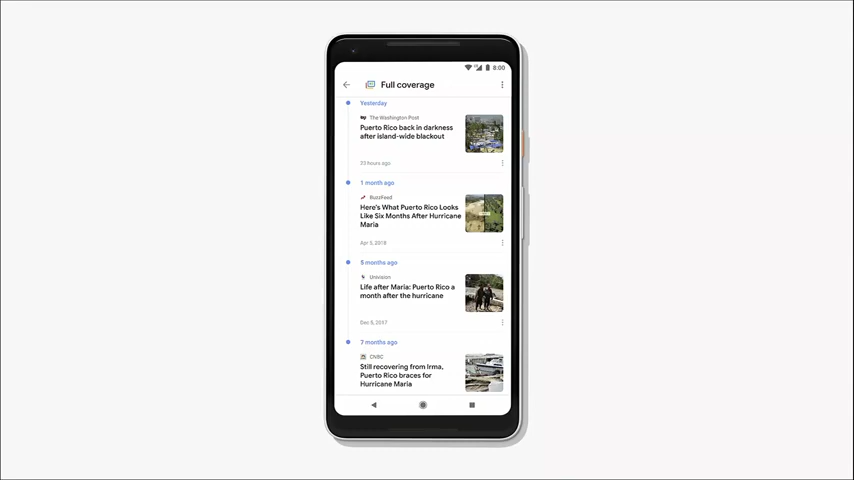 8:00
Full coverage
Yesterday
The Washington Post
Puerto Rico back in darkness
after island-wide blackout
23 hours ago
1 month ago
BuzzFeed
Here's What Puerto Rico Looks
Like Six Months After Hurricane
Maria
Apr 5, 2018
5 months ago
Univision
Life after Maria: Puerto Rico a
month after the hurricane
Dec 5, 2017
7 months ago
CNBC
Still recovering from Irma,
Puerto Rico braces for
Hurricane Maria